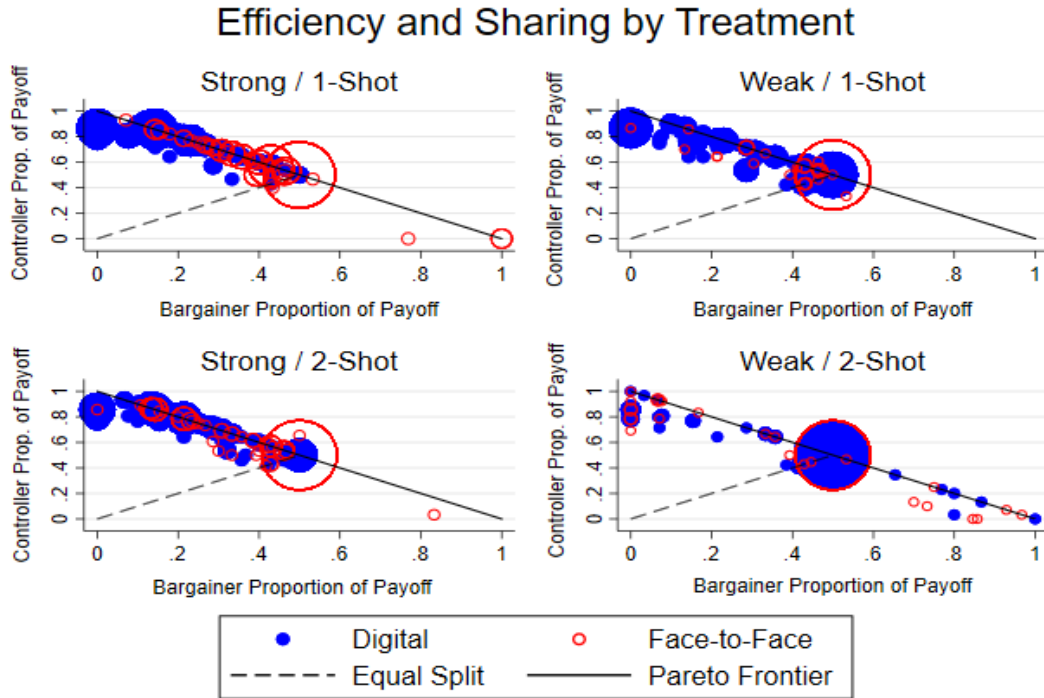 Efficiency and Sharing by Treatment
Strong / 1-Shot
Controller Prop. of Payoff
1
.8
.6
.4
.2
0
0 .2 .4 .6 .8 1
Bargainer Proportion of Payoff
Weak / 1-Shot
Controller Prop. of Payoff
1
.8
.6
.4
.2
0
0 .2 .4 .6 .8 1
Bargainer Proportion of Payoff
Strong / 2-Shot
Controller Prop. of Payoff
1
.8
.6
.4
.2
0
0 .2 .4 .6 .8 1
Bargainer Proportion of Payoff
Weak / 2-Shot
Controller Prop. of Payoff
1
.8
.6
.4
.2
0
0 .2 .4 .6 .8 1
Bargainer Proportion of Payoff
Digital Face-to-Face
Equal Split Pareto Frontier